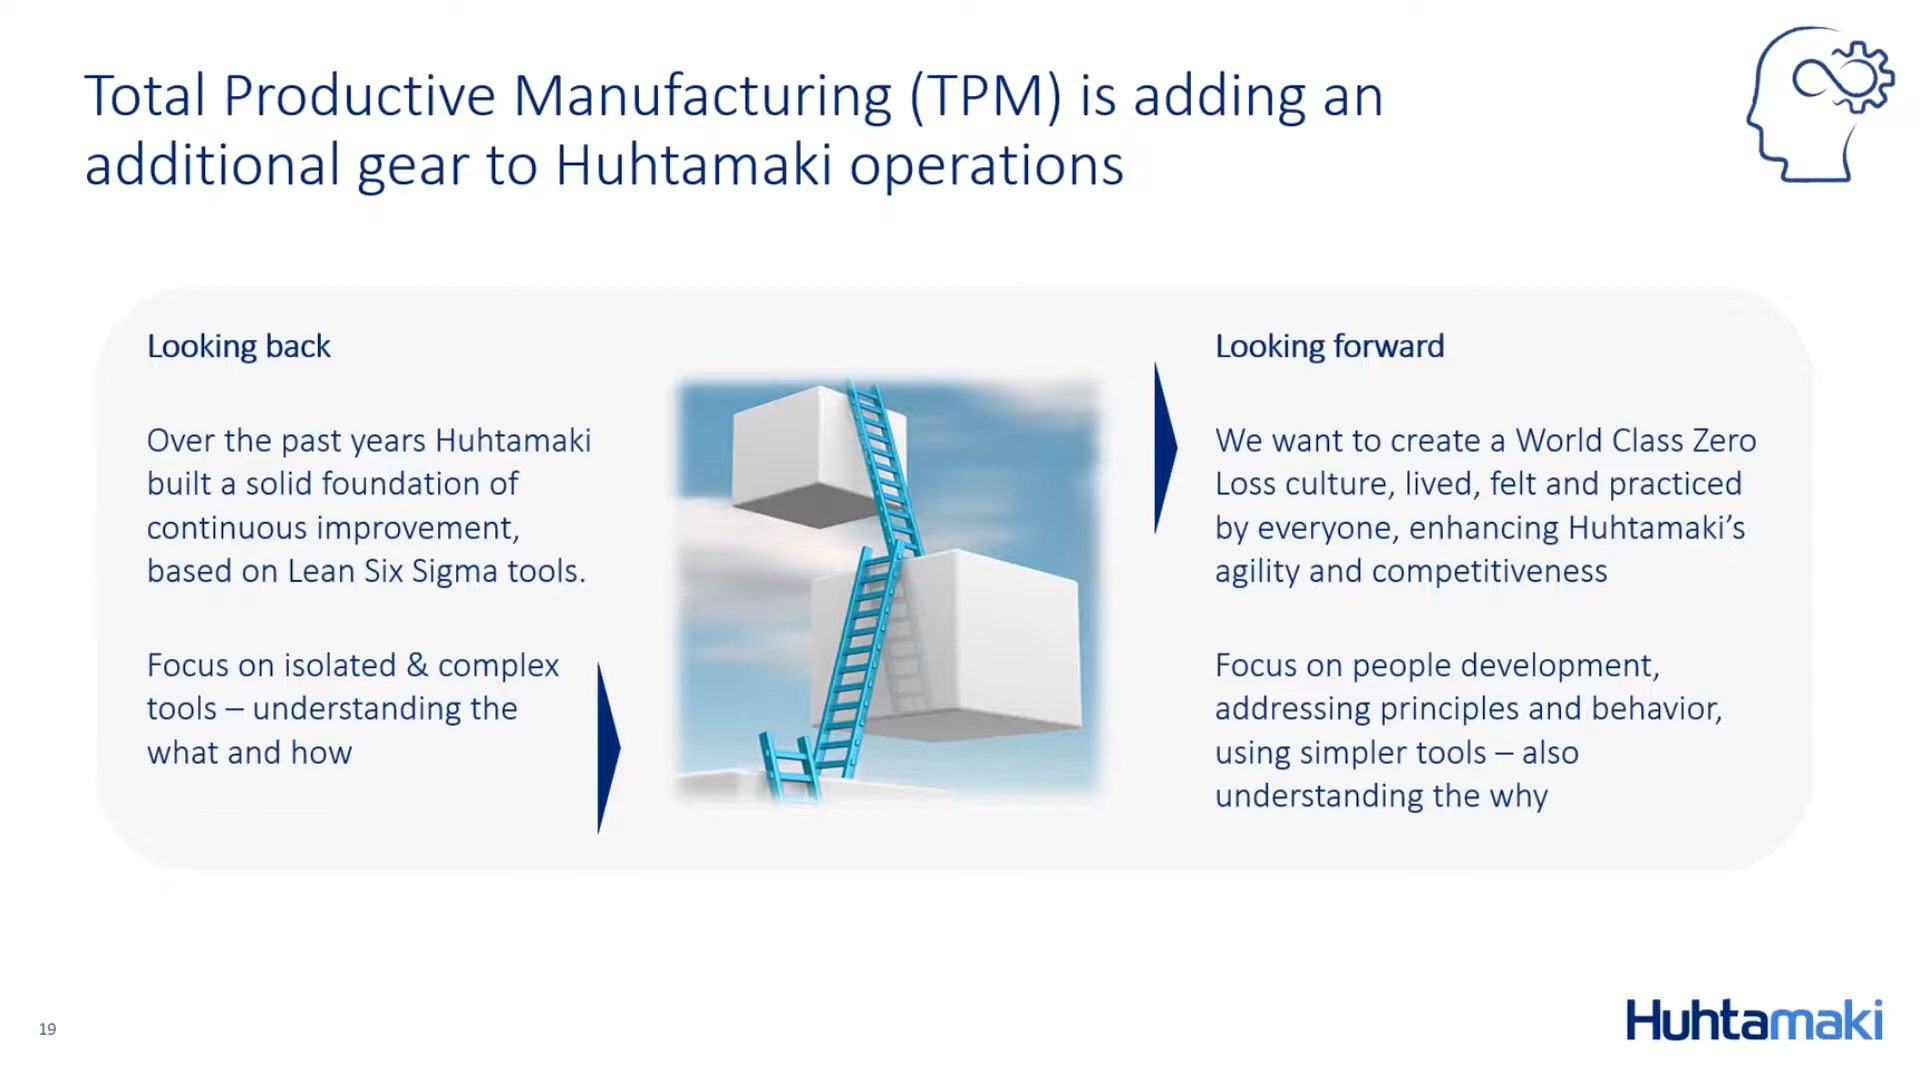 Total Productive Manufacturing (TPM) is adding an
additional gear to Huhtamaki operations
Looking back
Over the past years Huhtamaki
built a solid foundation of
continuous improvement,
based on Lean Six Sigma tools.
Focus on isolated & complex
tools – understanding the
what and how
Looking forward
We want to create a World Class Zero
Loss culture, lived, felt and practiced
by everyone, enhancing Huhtamaki’s
agility and competitiveness
Focus on people development,
addressing principles and behavior,
using simpler tools – also
understanding the why
19
Huhtamaki